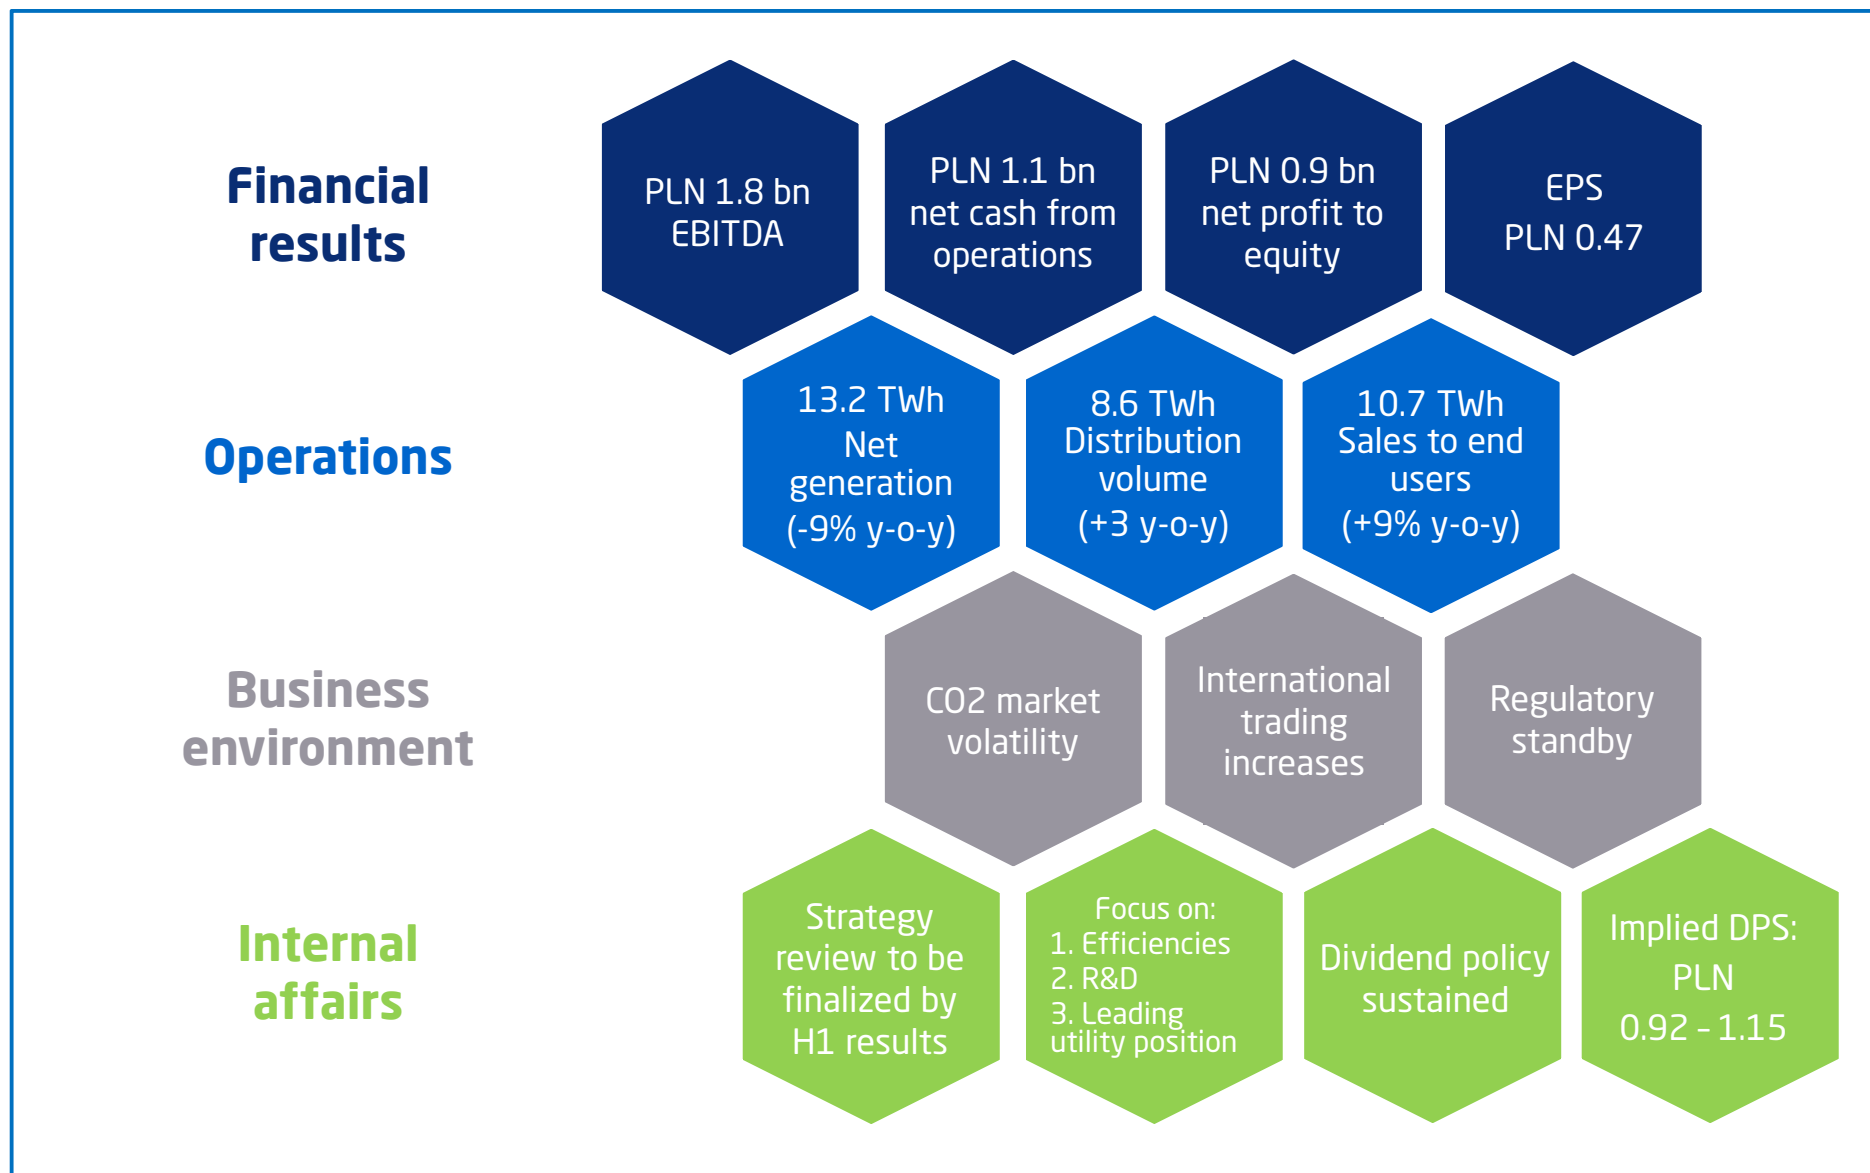 Financial
results
PLN 1.8 bn
EBITDA
PLN 1.1 bn
net cash from
operations
PLN 0.9 bn
net profit to
equity
EPS
PLN 0.47
Operations
13.2 TWh
Net
generation
(-9% y-o-y)
8.6 TWh
Distribution
volume
(+3 y-o-y)
10.7 TWh
Sales to end
users
(+9% y-o-y)
Business
environment
CO2 market
volatility
International
trading
increases
Regulatory
standby
Internal
affairs
Strategy
review to be
finalized by
H1 results
Focus on:
1. Efficiencies
2. R&D
3. Leading
utility position
Dividend policy
sustained
Implied DPS:
PLN
0.92 – 1.15